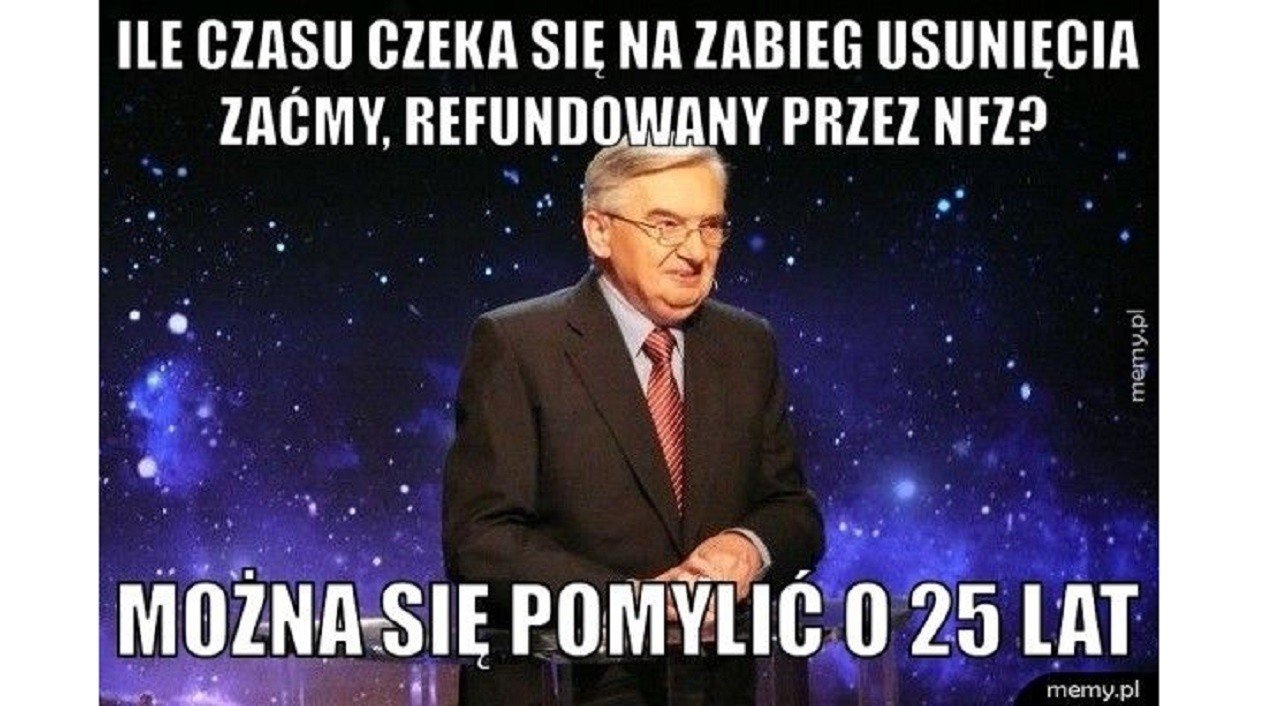 ILE CZASU CZEKA SIĘ NA ZABIEG USUNIĘCIA
ZAĆMY, REFUNDOWANY PRZEZ NFZ?
memy.pl
MOŻNA SIĘ POMYLIĆ O 25 LAT
memy.pl